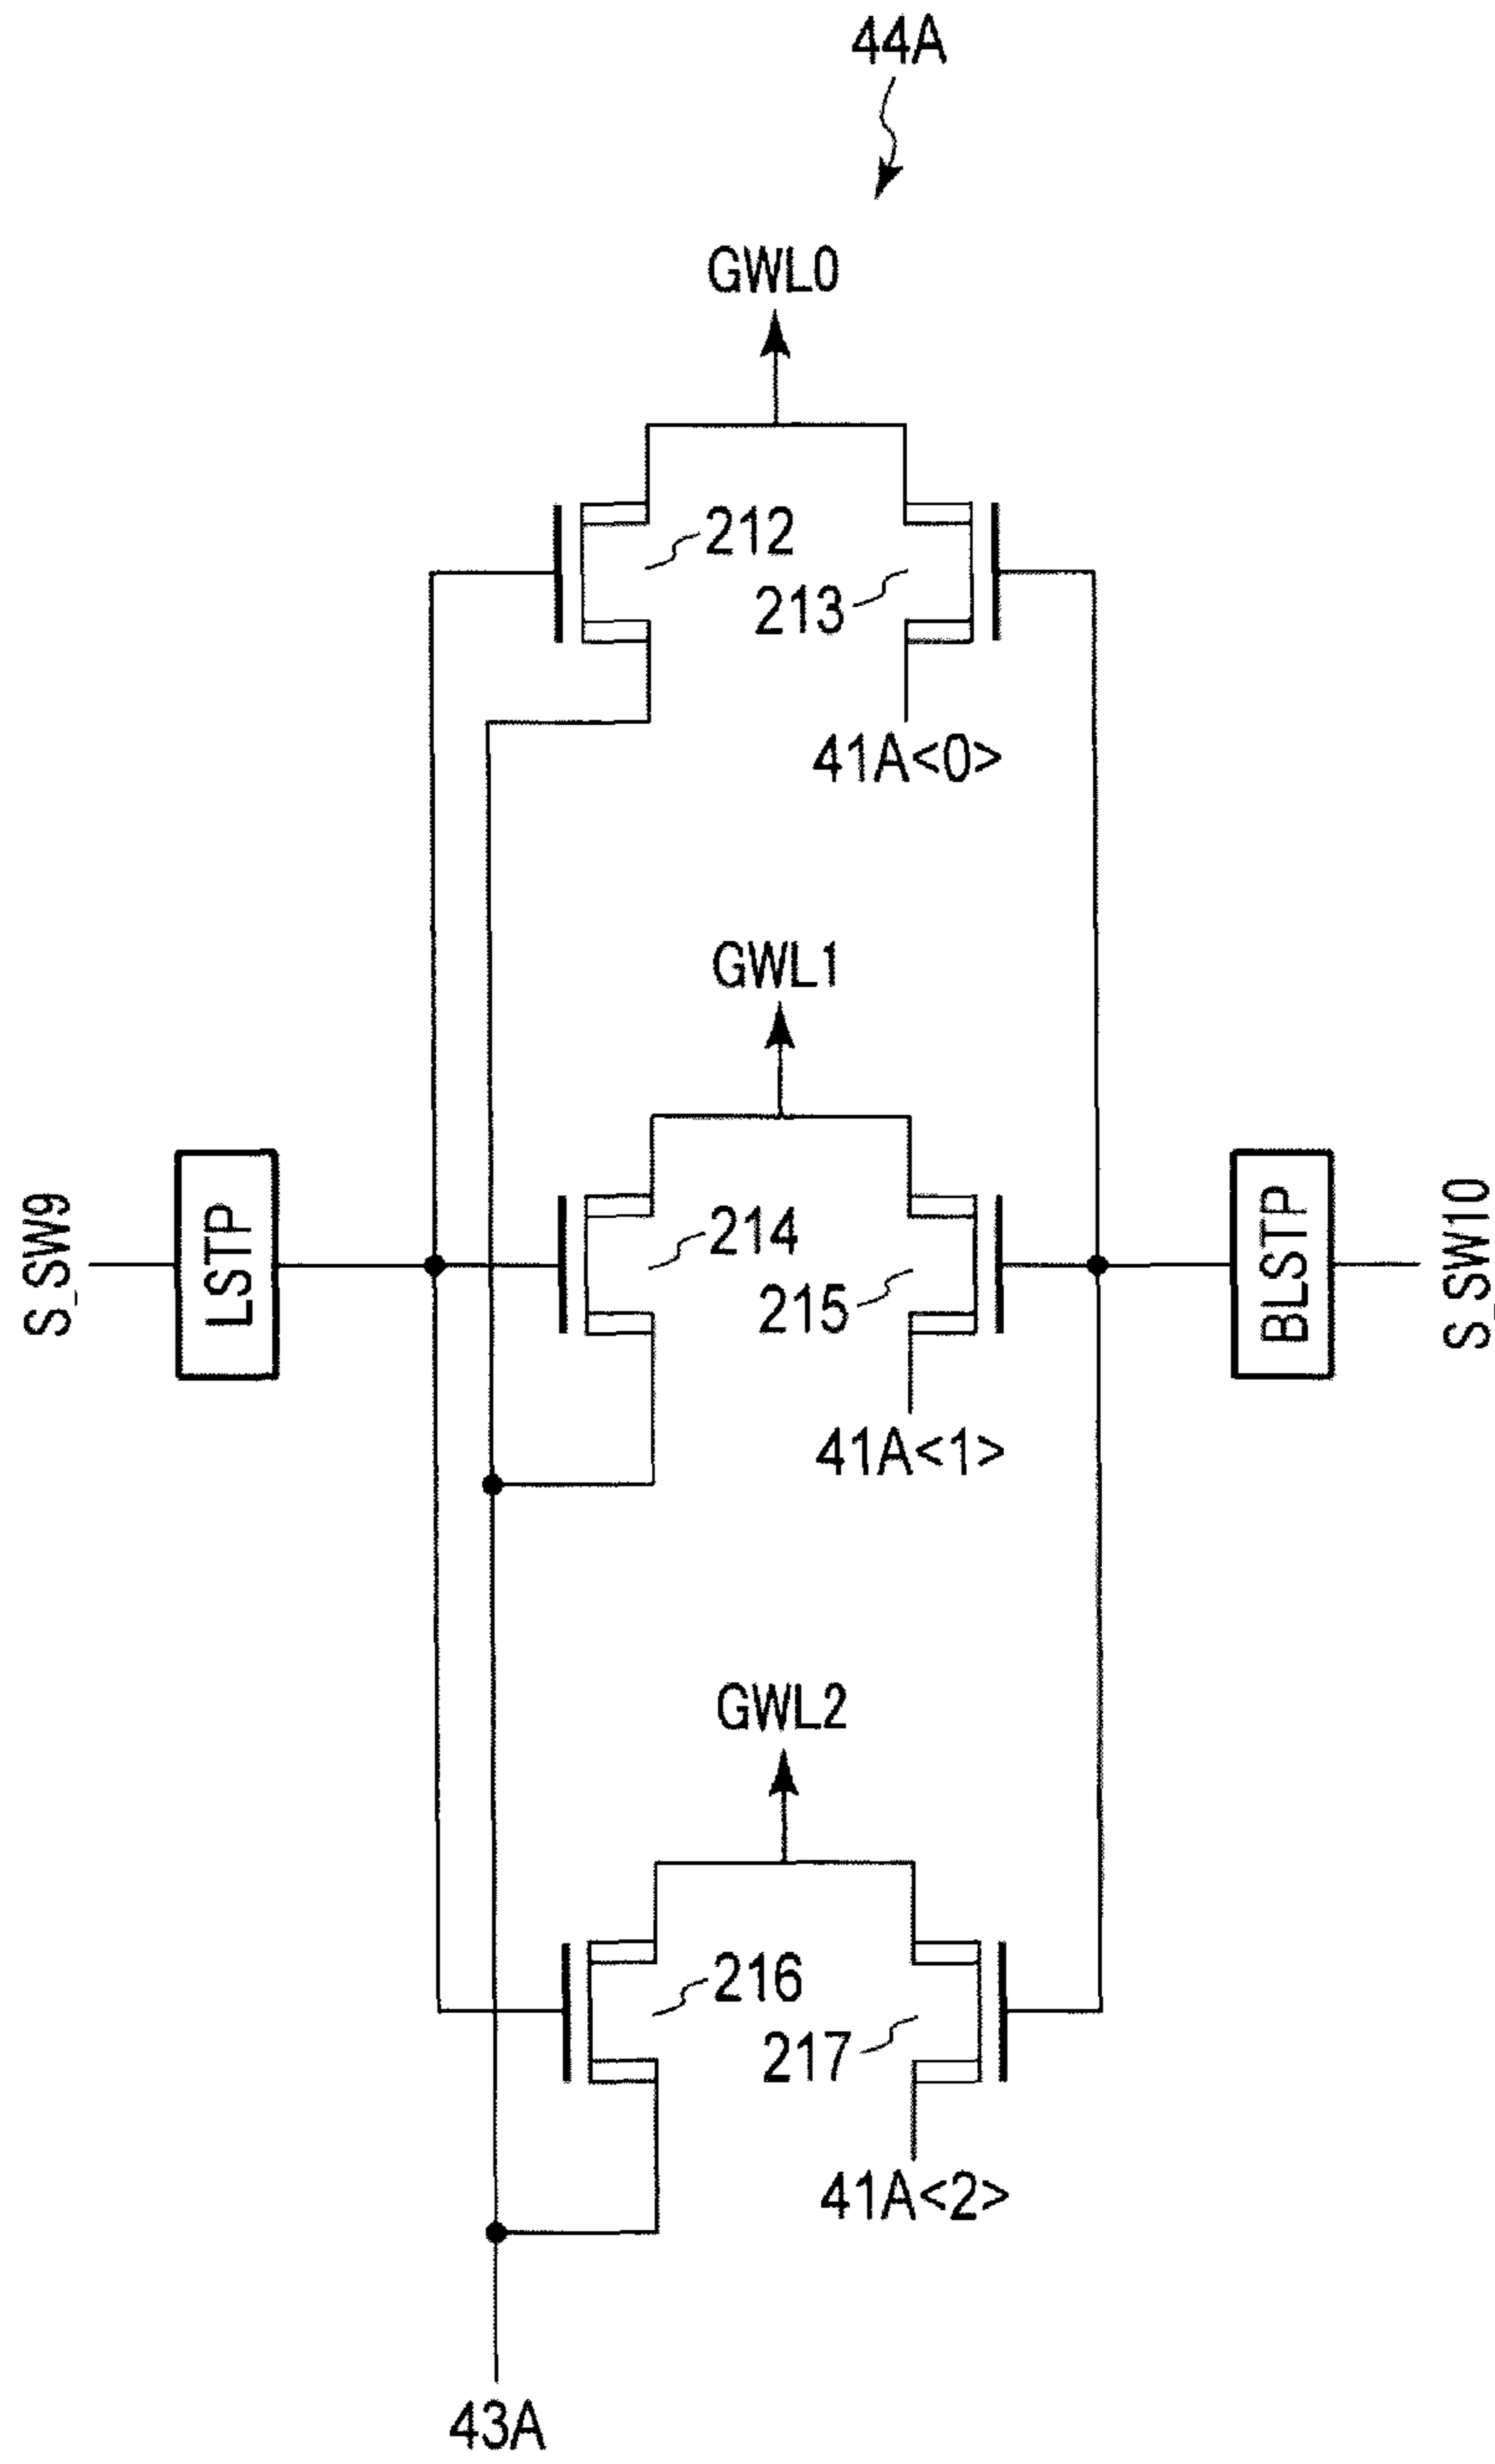 44A
GWL0
212
213
41A<0>
GWL1
S_SW9
LSTP
214
215
BLSTP
S_SW10
41A<1>
GWL2
216
217
41A<2>
43A